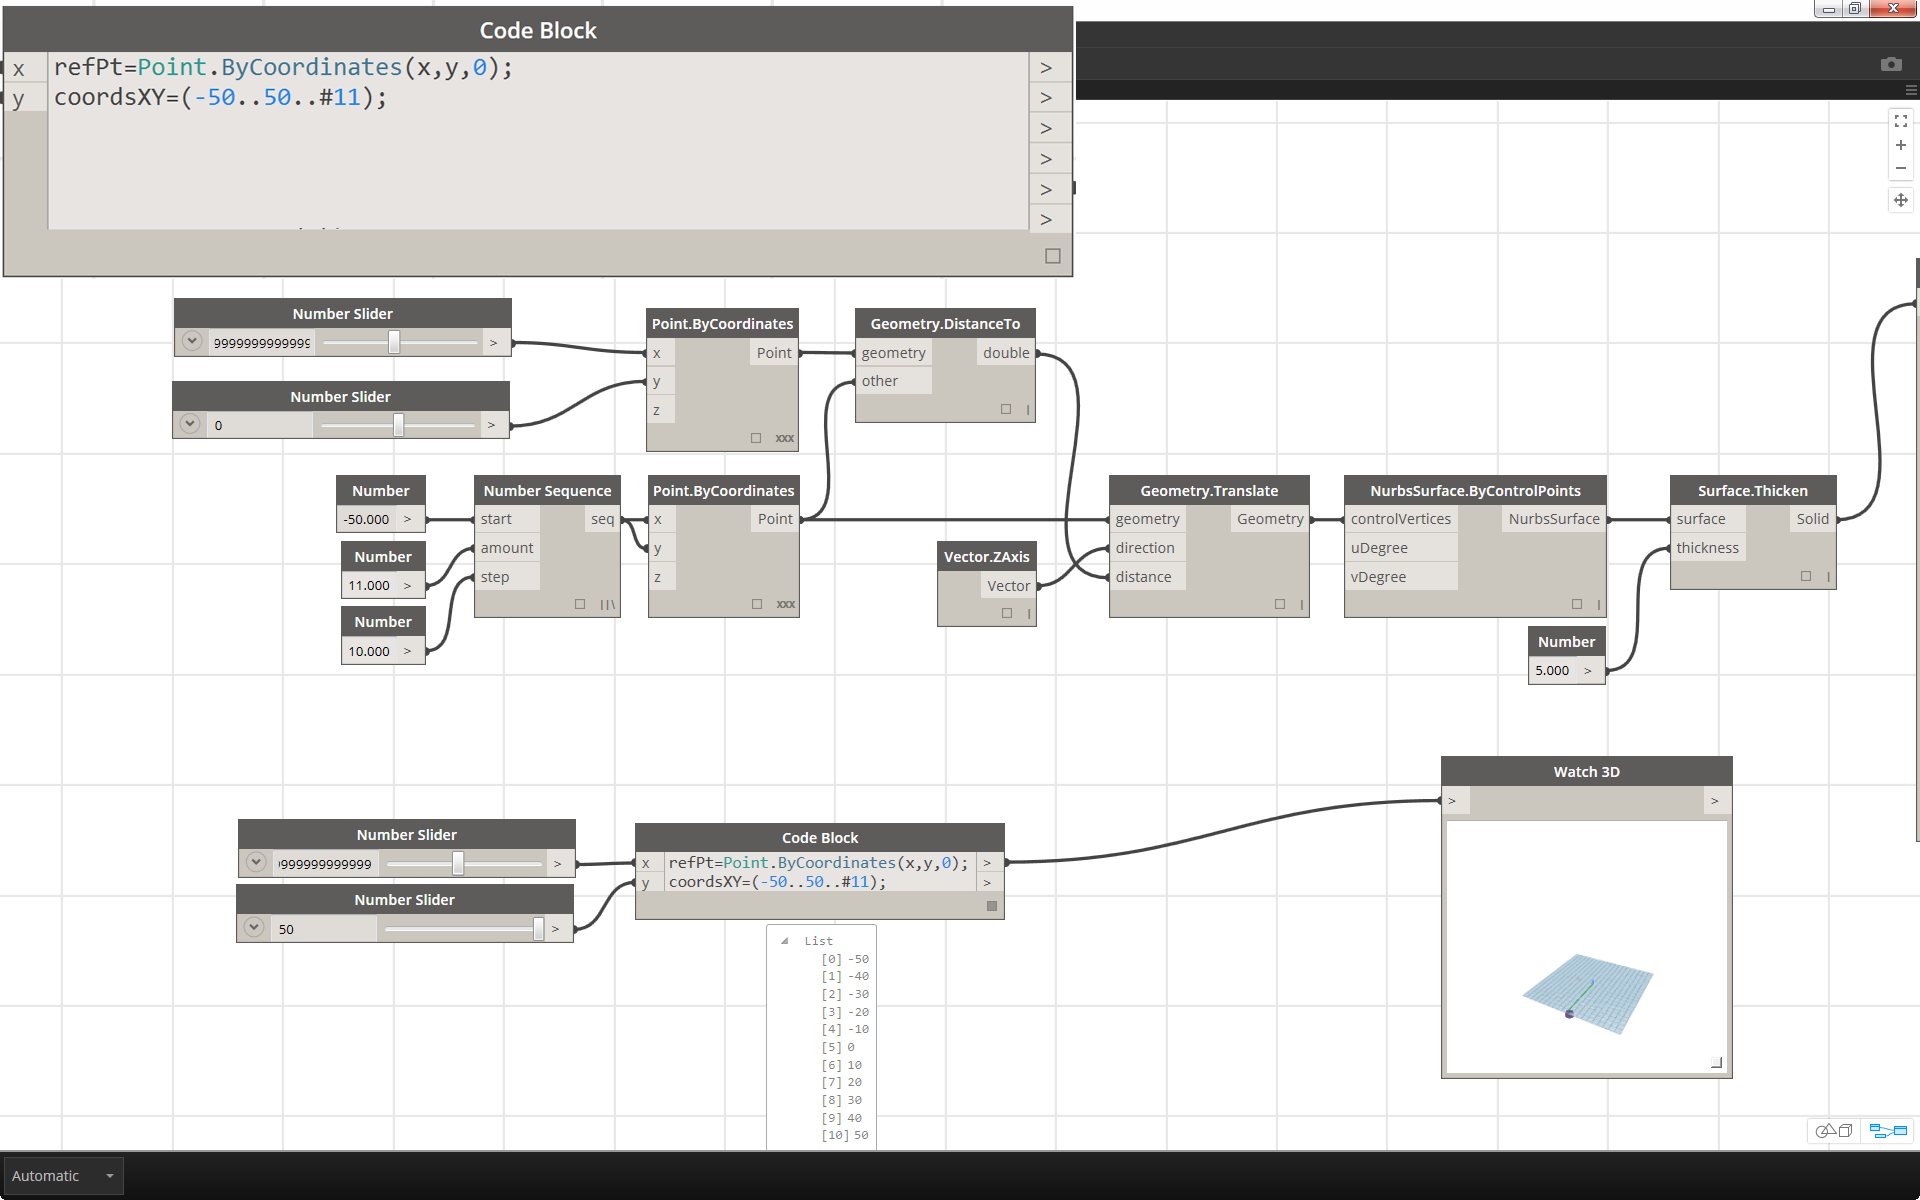 Code Block
x
refPt=Point.ByCoordinates(x,y,0);
>
y
coordsXY=(-50..50..#11);
>
>
>
>
>
Number Slider
9999999999999
>
Number Slider
0
>
Point.ByCoordinates
x
Point
y
z
xxx
Geometry.DistanceTo
geometry
double
other
Number
-50.000
>
Number
11.000
>
Number
10.000
>
Number Sequence
start
seq
amount
step
Point.ByCoordinates
x
Point
y
z
xxx
Vector.ZAxis
Vector
Geometry.Translate
geometry
Geometry
direction
distance
NurbsSurface.ByControlPoints
controlVertices
NurbsSurface
uDegree
vDegree
Surface.Thicken
surface
Solid
thickness
Number
5.000
>
Number Slider
999999999999
>
Number Slider
50
>
Code Block
x
refPt=Point.ByCoordinates(x,y,0);
>
y
coordsXY=(-50..50..#11);
>
List
[0] -50
[1] -40
[2] -30
[3] -20
[4] -10
[5] 0
[6] 10
[7] 20
[8] 30
[9] 40
[10] 50
Watch 3D
>
>
Automatic